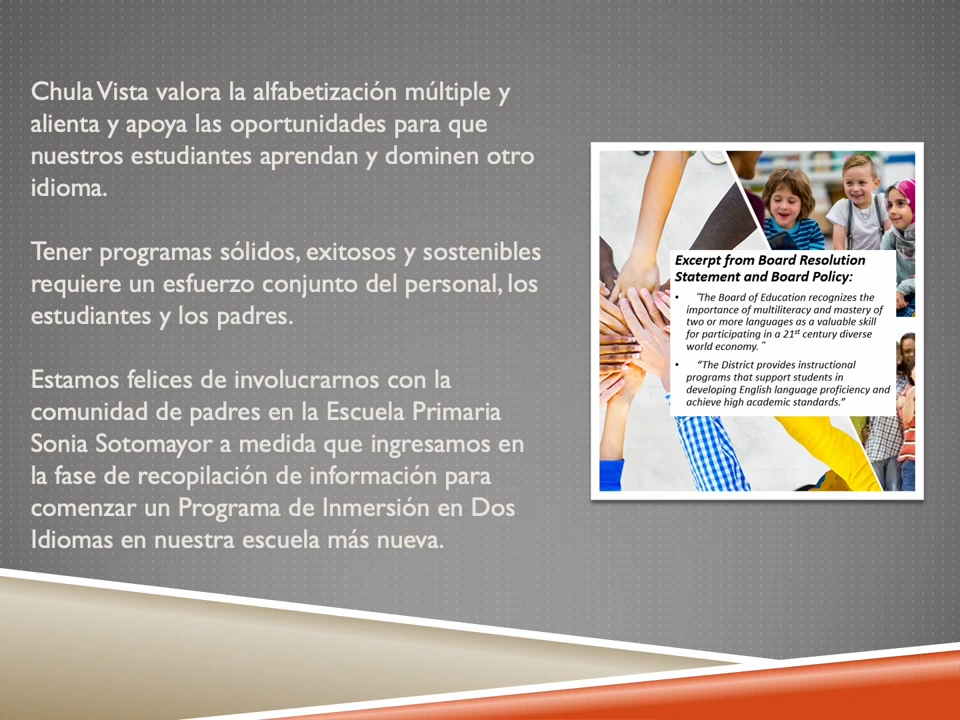 Chula Vista valora la alfabetización múltiple y
alienta y apoya las oportunidades para que
nuestros estudiantes aprendan y dominen otro
idioma.
Tener programas sólidos, exitosos y sostenibles
requiere un esfuerzo conjunto del personal, los
estudiantes y los padres.
Estamos felices de involucrarnos con la
comunidad de padres en la Escuela Primaria
Sonia Sotomayor a medida que ingresamos en
la fase de recopilación de información para
comenzar un Programa de Inmersión en Dos
Idiomas en nuestra escuela más nueva.
Excerpt from Board Resolution
Statement and Board Policy:
• "The Board of Education recognizes the
importance of multiliteracy and mastery of
two or more languages as a valuable skill
for participating in a 21st century diverse
world economy. "
• "The District provides instructional
programs that support students in
developing English language proficiency and
achieve high academic standards."